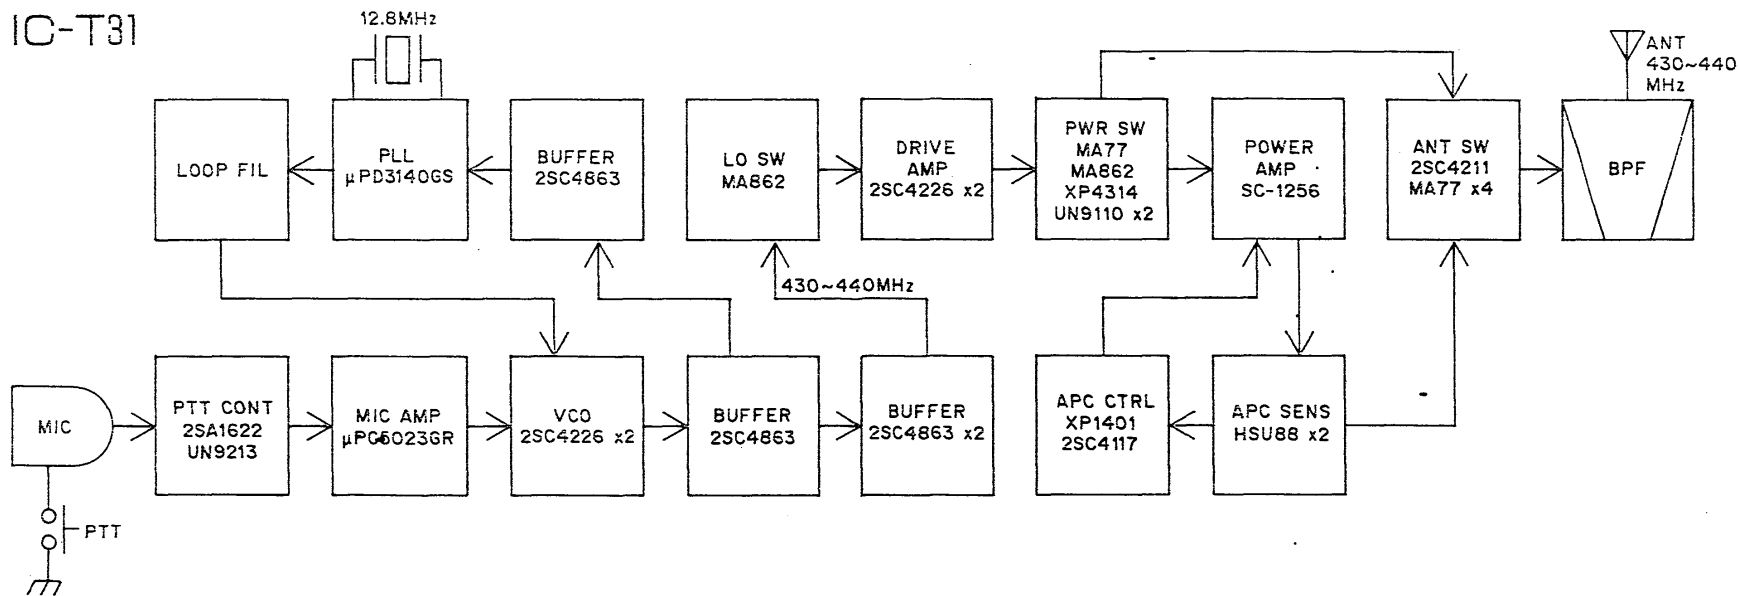 IC-T31
12.8MHz
ANT
430~440
MHz
LOOP FIL
PLL
μPD3140GS
BUFFER
2SC4863
LO SW
MA862
DRIVE
AMP
2SC4226 x2
PWR SW
MA77
MA862
XP4314
UN9110 x2
POWER
AMP
SC-1256
ANT SW
2SC4211
MA77 x4
BPF
430~440MHz
MIC
PTT CONT
2SA1622
UN9213
MIC AMP
μPC5023GR
VCO
2SC4226 x2
BUFFER
2SC4863
BUFFER
2SC4863 x2
APC CTRL
XP1401
2SC4117
APC SENS
HSU88 x2
PTT